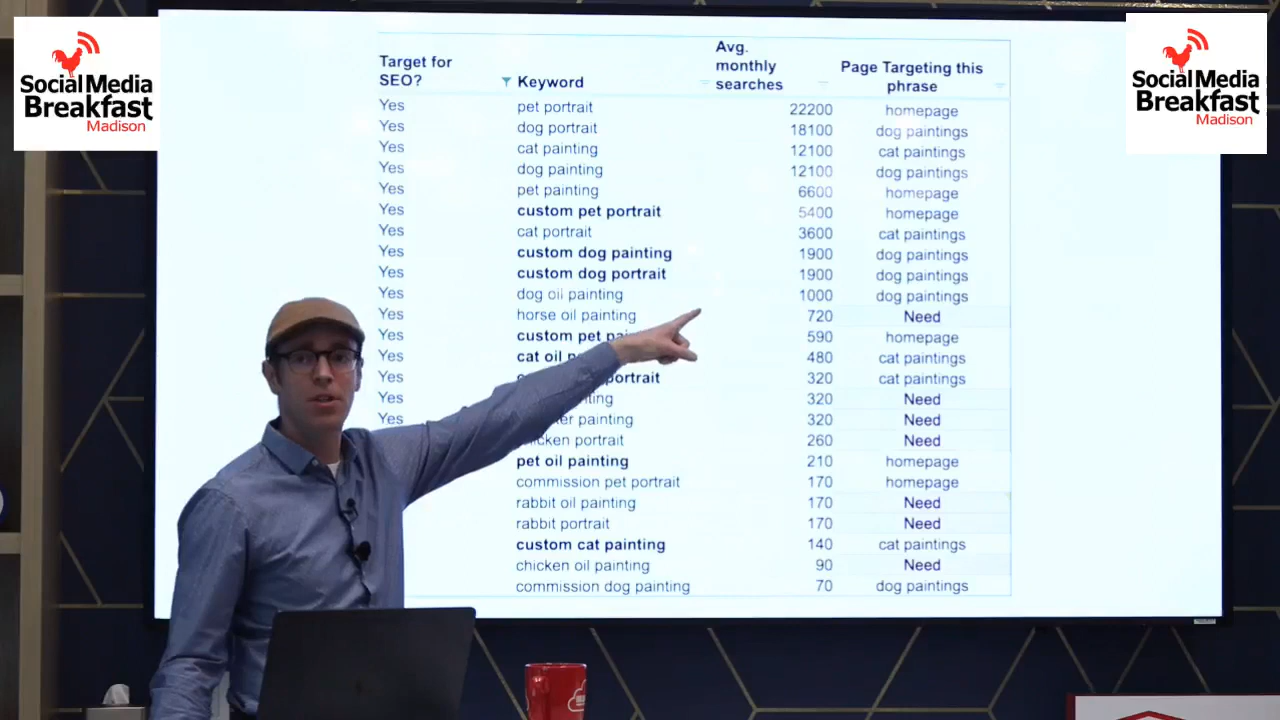 Social Media
Breakfast
Madison
Social Media
Breakfast
Madison
Target for SEO? Keyword Avg. monthly searches Page Targeting this phrase
Yes pet portrait 22200 homepage
Yes dog portrait 18100 dog paintings
Yes cat painting 12100 cat paintings
Yes dog painting 12100 dog paintings
Yes pet painting 6600 homepage
Yes custom pet portrait 5400 homepage
Yes cat portrait 3600 cat paintings
Yes custom dog painting 1900 dog paintings
Yes custom dog portrait 1900 dog paintings
Yes dog oil painting 1000 dog paintings
Yes horse oil painting 720 Need
Yes custom pet 590 homepage
Yes cat oil 480 cat paintings
Yes portrait 320 cat paintings
Yes 320 Need
Yes painting 320 Need
portrait 260 Need
pet oil painting 210 homepage
commission pet portrait 170 homepage
rabbit oil painting 170 Need
rabbit portrait 170 Need
custom cat painting 140 cat paintings
chicken oil painting 90 Need
commission dog painting 70 dog paintings